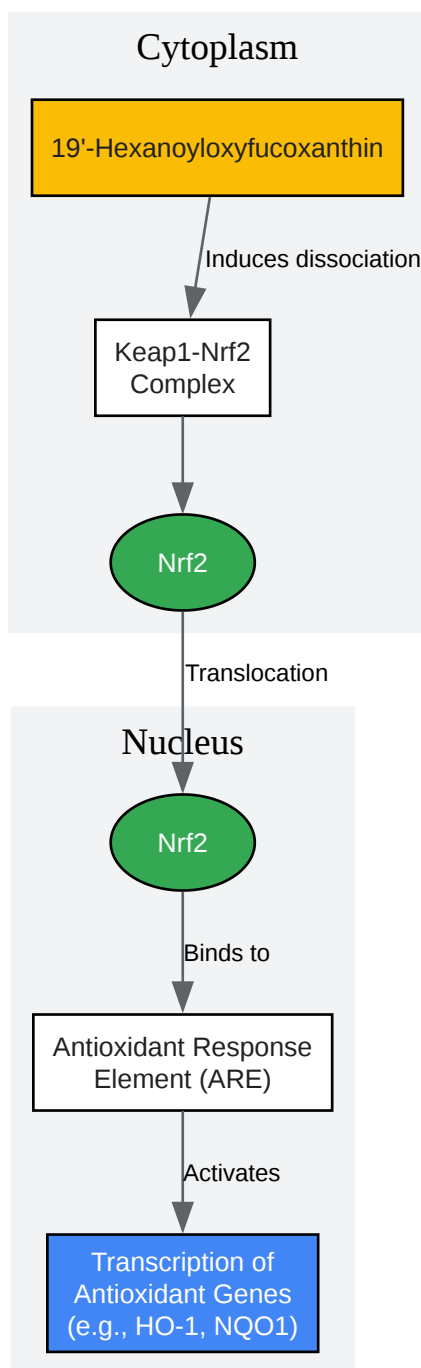 Cytoplasm
19'-Hexanoyloxyfucoxanthin
Induces dissociation
Keap1-Nrf2
Complex
Nrf2
Translocation
Nucleus
Nrf2
Binds to
Antioxidant Response
Element (ARE)
Activates
Transcription of
Antioxidant Genes
(e.g., HO-1, NQO1)